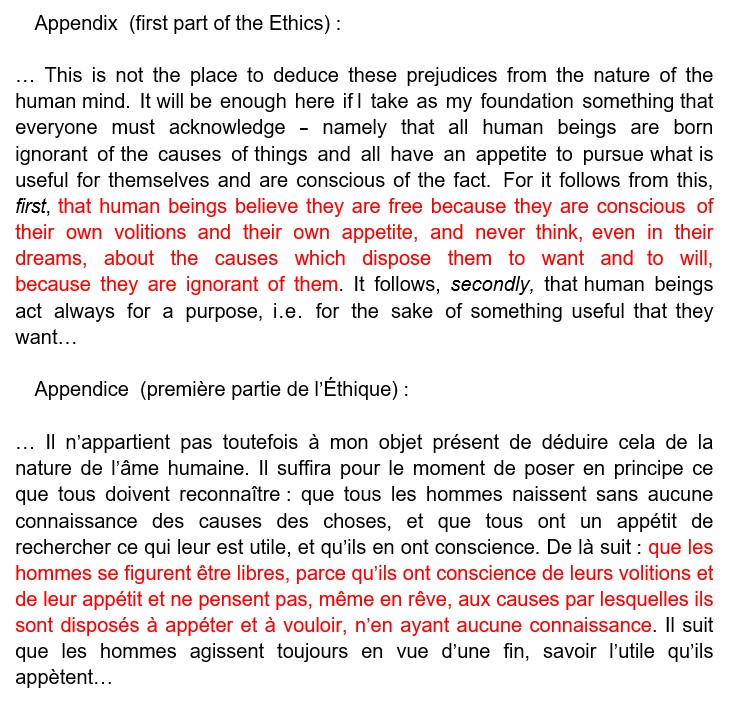 Appendix (first part of the Ethics) :
… This is not the place to deduce these prejudices from the nature of the
human mind. It will be enough here if I take as my foundation something that
everyone must acknowledge – namely that all human beings are born
ignorant of the causes of things and all have an appetite to pursue what is
useful for themselves and are conscious of the fact. For it follows from this,
first, that human beings believe they are free because they are conscious of
their own volitions and their own appetite, and never think, even in their
dreams, about the causes which dispose them to want and to will,
because they are ignorant of them. It follows, secondly, that human beings
act always for a purpose, i.e. for the sake of something useful that they
want…
Appendice (première partie de l’Éthique) :
… Il n’appartient pas toutefois à mon objet présent de déduire cela de la
nature de l’âme humaine. Il suffira pour le moment de poser en principe ce
que tous doivent reconnaître : que tous les hommes naissent sans aucune
connaissance des causes des choses, et que tous ont un appétit de
rechercher ce qui leur est utile, et qu’ils en ont conscience. De là suit : que les
hommes se figurent être libres, parce qu’ils ont conscience de leurs volitions et
de leur appétit et ne pensent pas, même en rêve, aux causes par lesquelles ils
sont disposés à appéter et à vouloir, n’en ayant aucune connaissance. Il suit
que les hommes agissent toujours en vue d’une fin, savoir l’utile qu’ils
appètent…